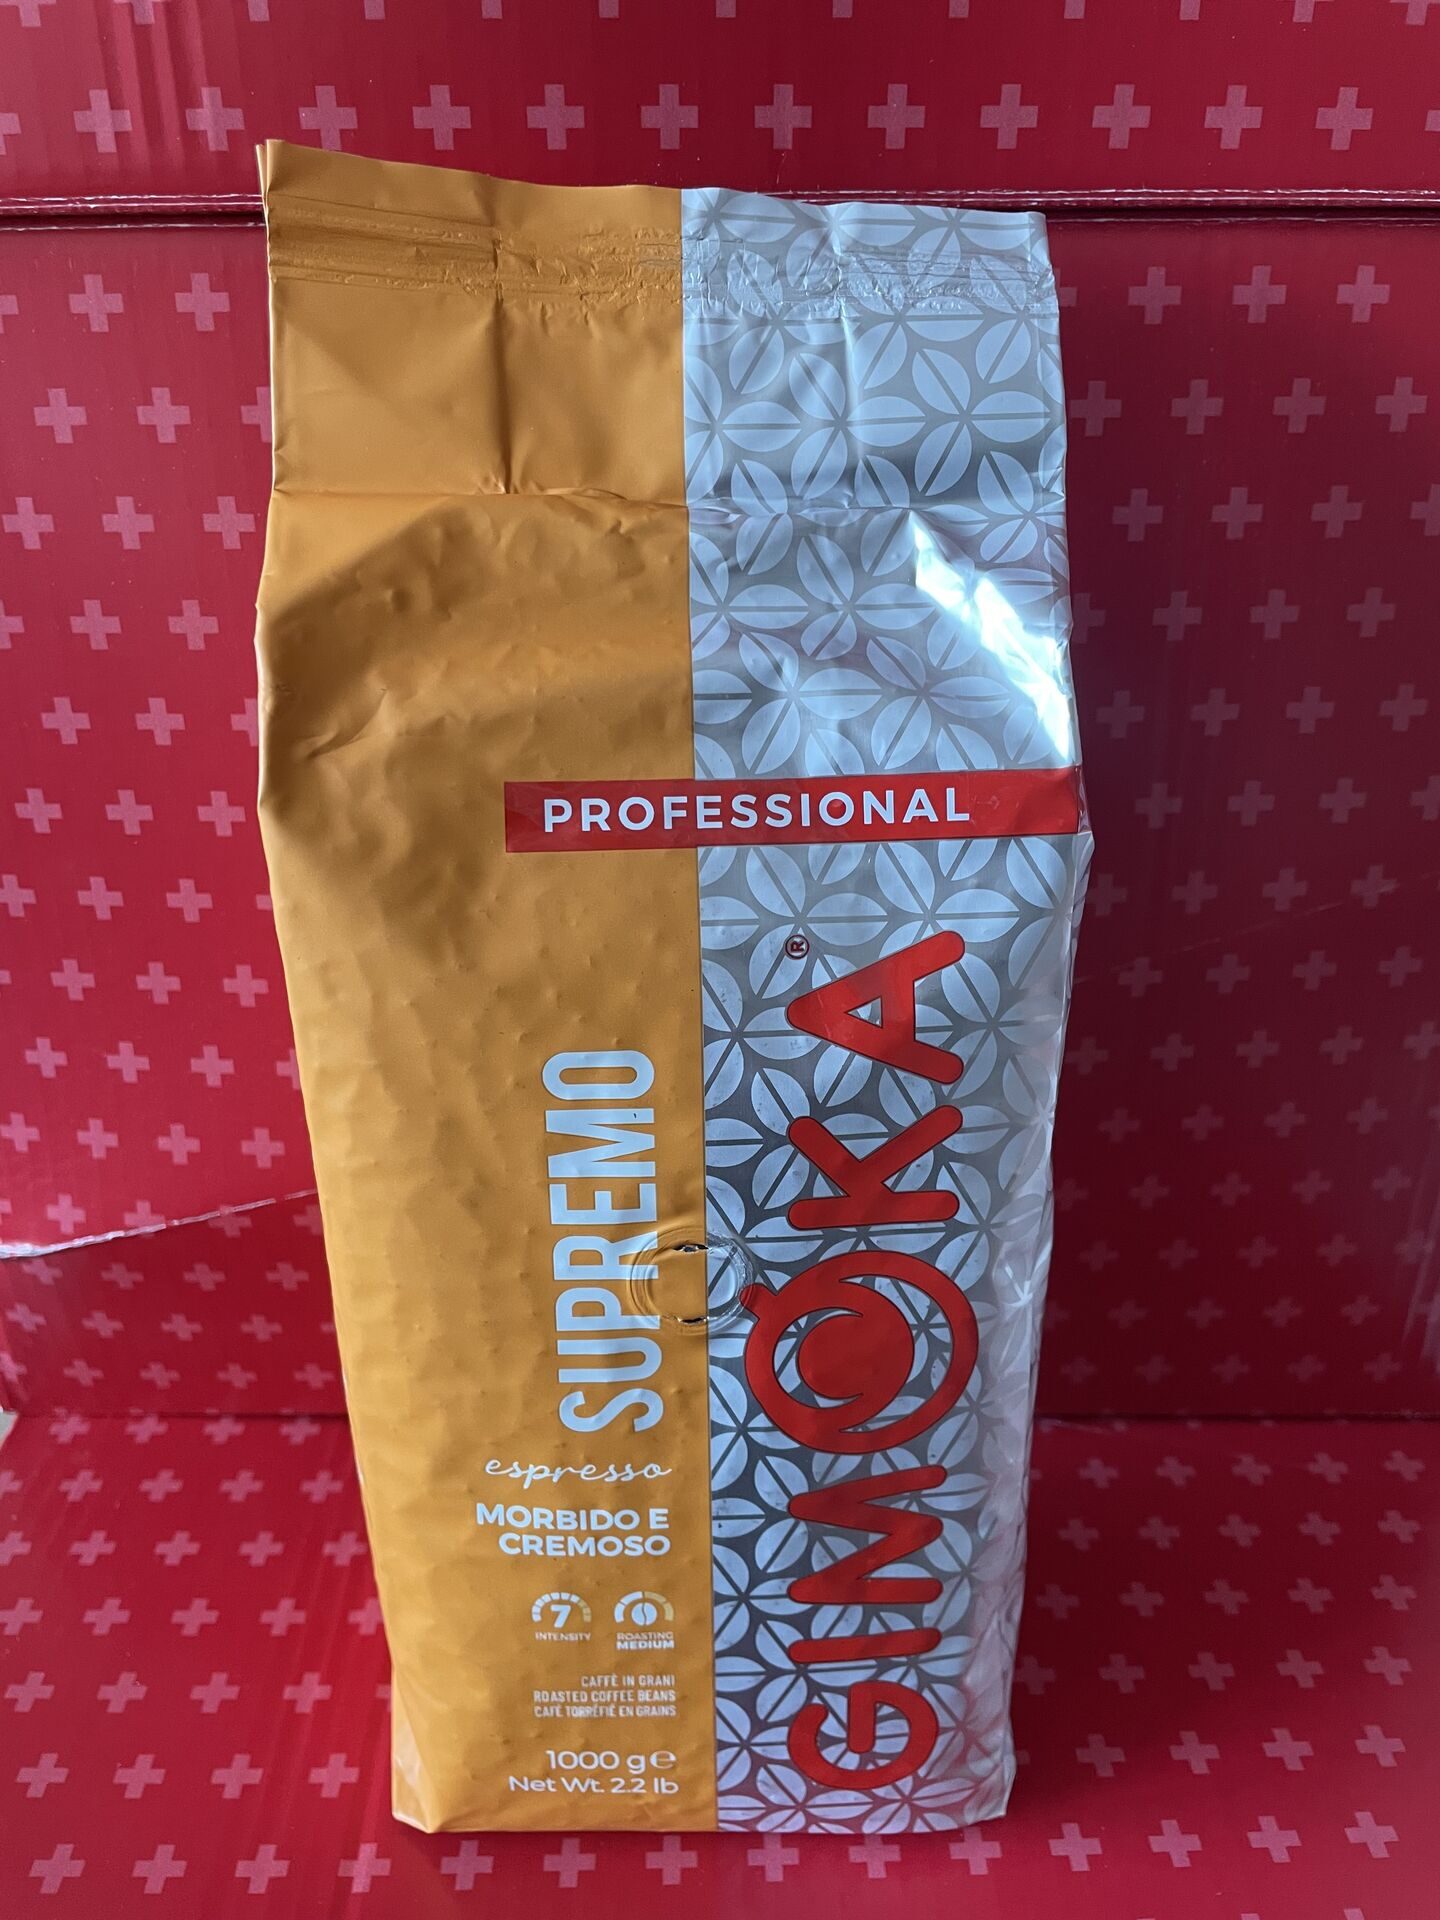 PROFESSIONAL
GIMOKA®
SUPREMO
espresso
MORBIDO E
CREMOSO
7
INTENSITY
ROASTING
MEDIUM
CAFFÈ IN GRANI
ROASTED COFFEE BEANS
CAFÉ TORRÉFIÉ EN GRAINS
1000 g ℮
Net Wt. 2.2 lb